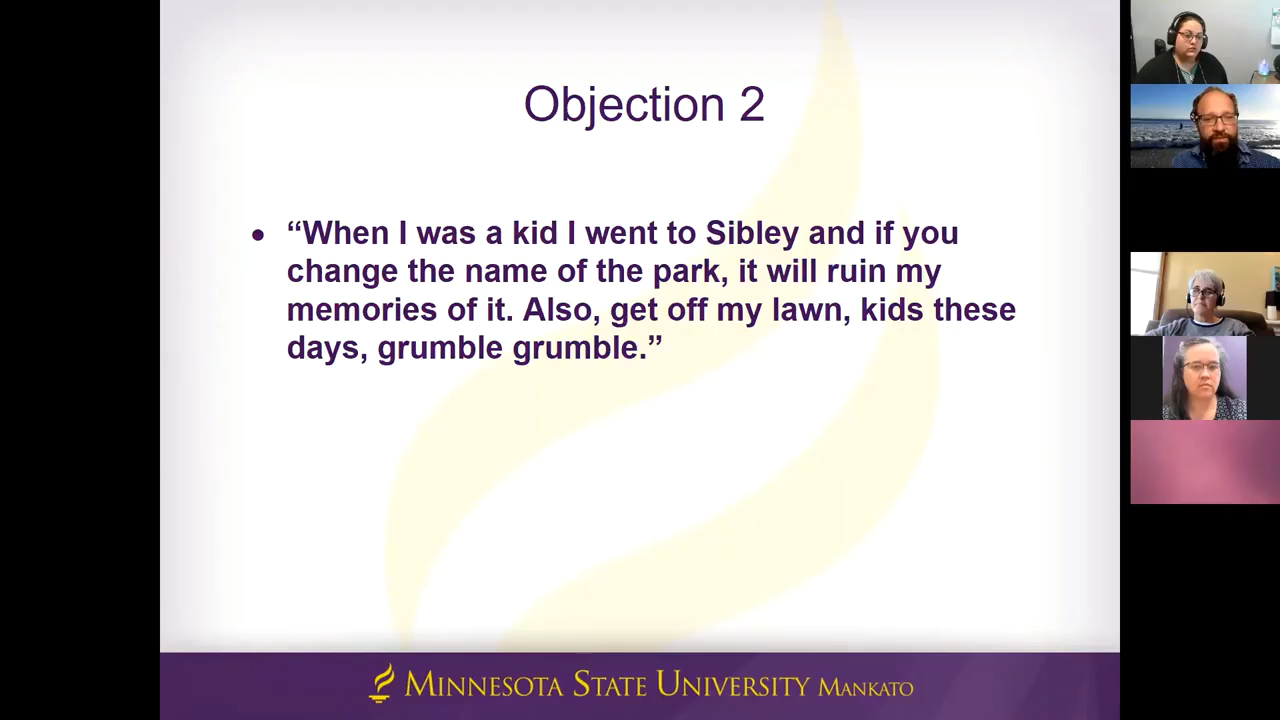 Objection 2
• “When I was a kid I went to Sibley and if you
change the name of the park, it will ruin my
memories of it. Also, get off my lawn, kids these
days, grumble grumble.”
MINNESOTA STATE UNIVERSITY MANKATO